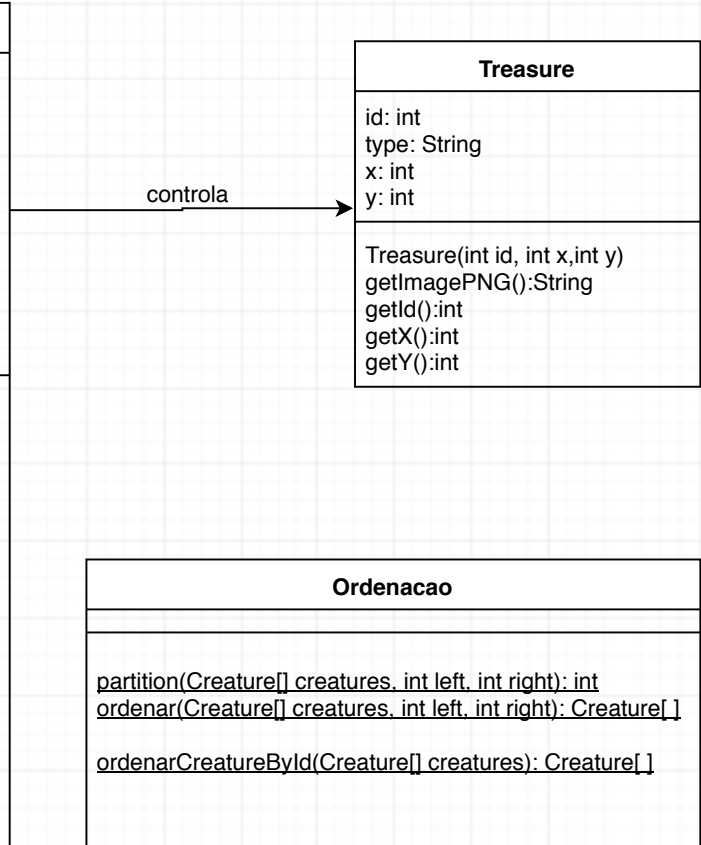 Treasure
id: int
type: String
x: int
y: int
controla
Treasure(int id, int x,int y)
getImagePNG():String
getId():int
getX():int
getY():int
Ordenacao
partition(Creature[] creatures, int left, int right): int
ordenar(Creature[] creatures, int left, int right): Creature[ ]
ordenarCreatureById(Creature[] creatures): Creature[ ]